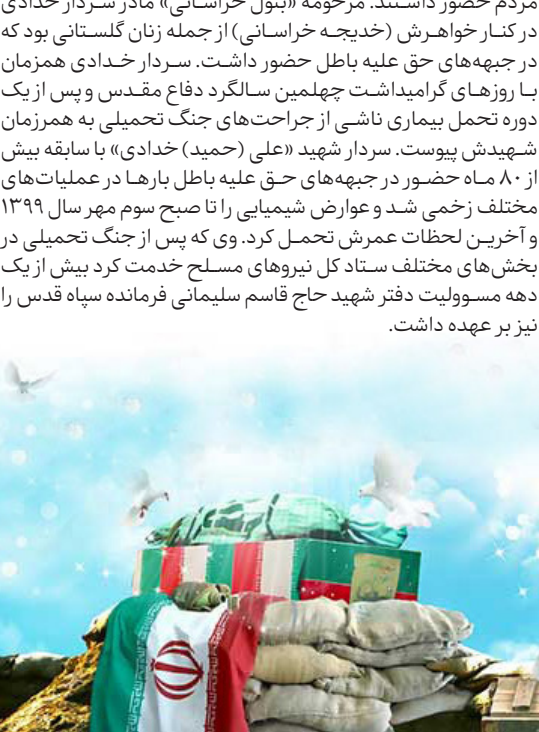 مردم حضور داشتند. مرحومه «بتول خراسانی» مادر سردار خدادی
در کنار خواهرش (خدیجه خراسانی) از جمله زنان گلستانی بود که
در جبهه‌های حق علیه باطل حضور داشت. سردار خدادی همزمان
با روزهای گرامیداشت چهلمین سالگرد دفاع مقدس و پس از یک
دوره تحمل بیماری ناشی از جراحت‌های جنگ تحمیلی به همرزمان
شهیدش پیوست. سردار شهید «علی (حمید) خدادی» با سابقه بیش
از ۸۰ ماه حضور در جبهه‌های حق علیه باطل بارها در عملیات‌های
مختلف زخمی شد و عوارض شیمیایی را تا صبح سوم مهر سال ۱۳۹۹
و آخرین لحظات عمرش تحمل کرد. وی که پس از جنگ تحمیلی در
بخش‌های مختلف ستاد کل نیروهای مسلح خدمت کرد بیش از یک
دهه مسوولیت دفتر شهید حاج قاسم سلیمانی فرمانده سپاه قدس را
نیز بر عهده داشت.